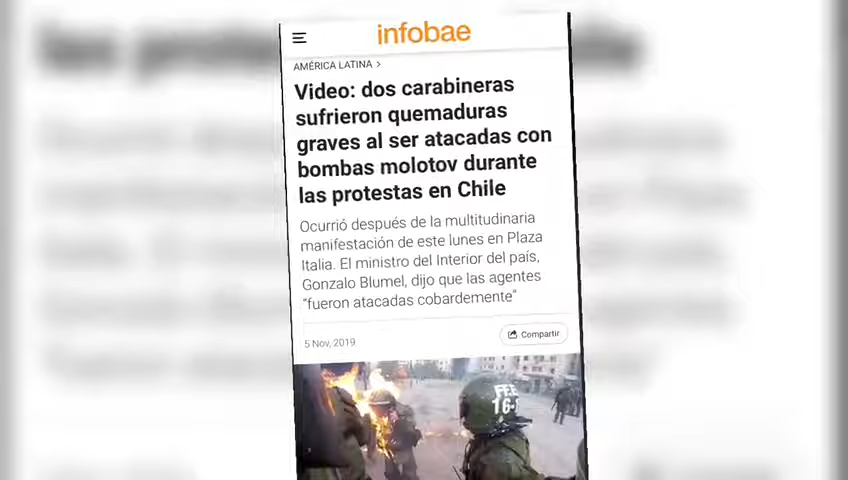 infobae
AMÉRICA LATINA >
Video: dos carabineras
sufrieron quemaduras
graves al ser atacadas con
bombas molotov durante
las protestas en Chile
Ocurrió después de la multitudinaria
manifestación de este lunes en Plaza
Italia. El ministro del Interior del país,
Gonzalo Blumel, dijo que las agentes
“fueron atacadas cobardemente”
5 Nov, 2019
Compartir
F.F.E